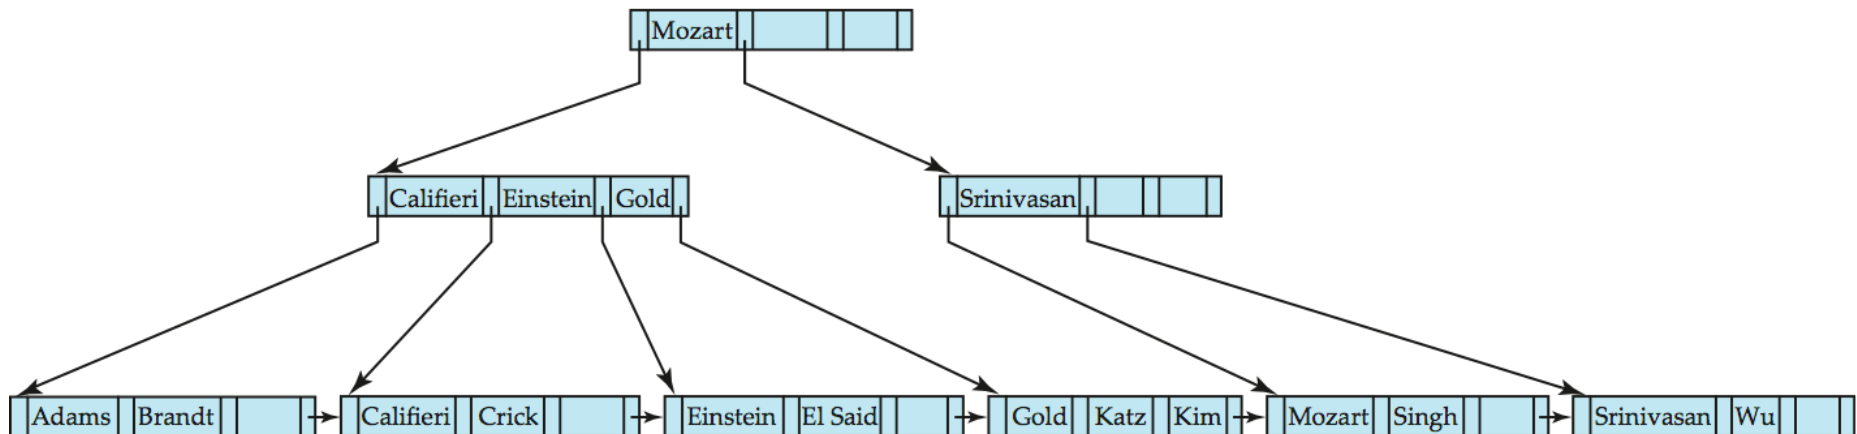 Mozart
Califieri Einstein Gold
Srinivasan
Adams Brandt
Califieri Crick
Einstein El Said
Gold Katz Kim
Mozart Singh
Srinivasan Wu